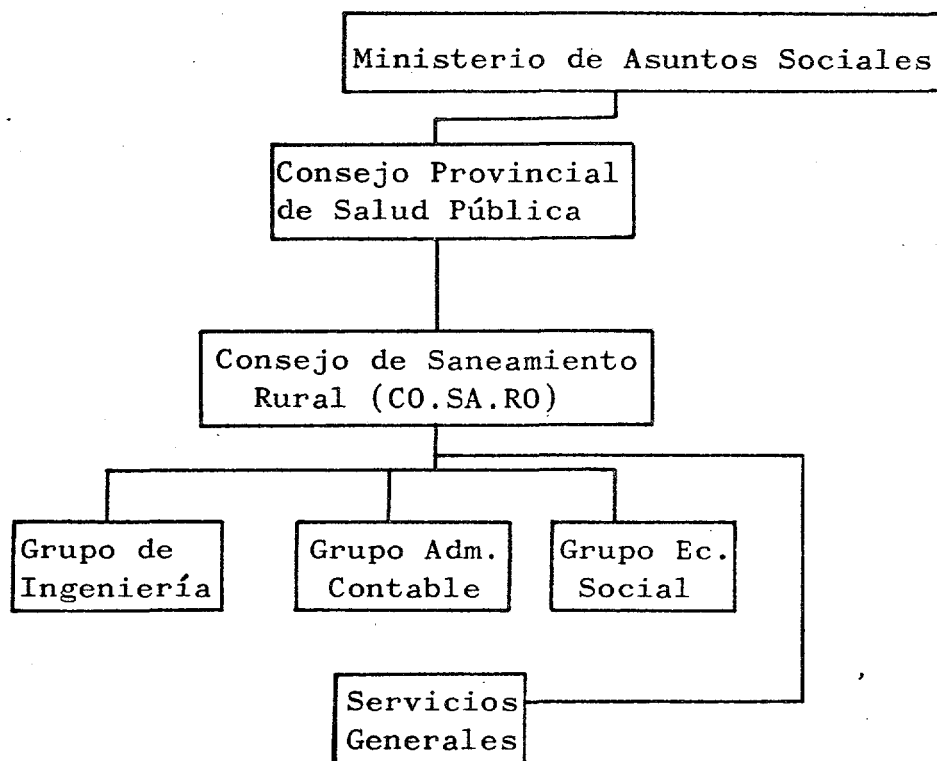 Ministerio de Asuntos Sociales
Consejo Provincial
de Salud Pública
Consejo de Saneamiento
Rural (CO.SA.RO)
Grupo de
Ingeniería
Grupo Adm.
Contable
Grupo Ec.
Social
Servicios
Generales